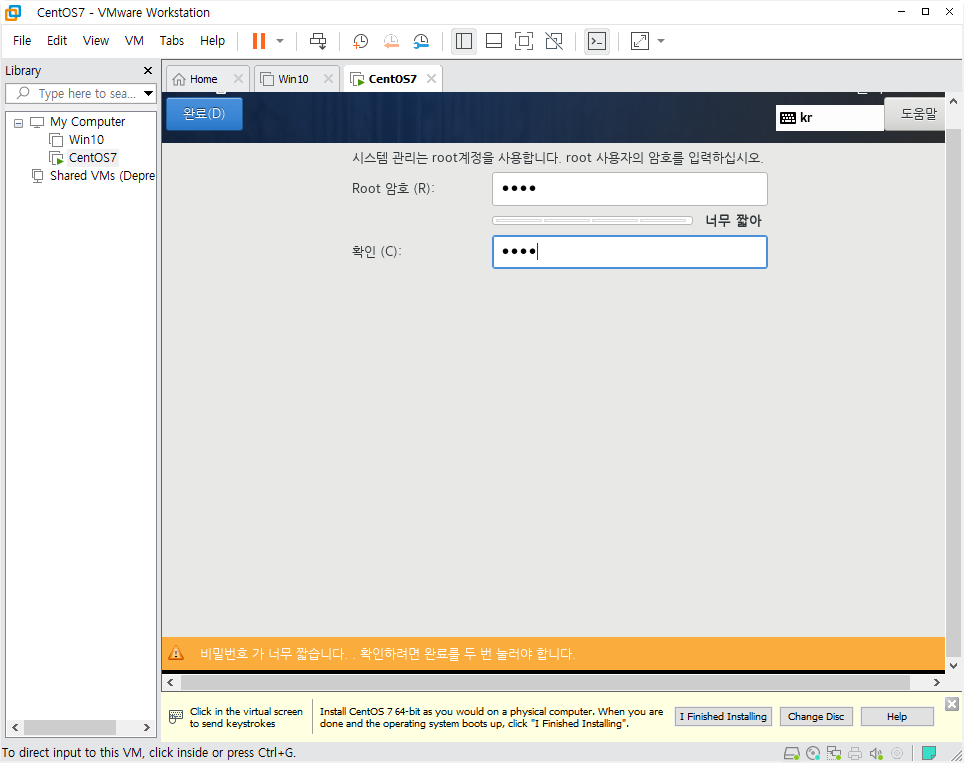 CentOS7 - VMware Workstation
File Edit View VM Tabs Help
Library
Type here to sea...
My Computer
Win10
CentOS7
Shared VMs (Depre
Home
Win10
CentOS7
완료(D)
kr
도움말
시스템 관리는 root계정을 사용합니다. root 사용자의 암호를 입력하십시오.
Root 암호 (R):
••••
너무 짧아
확인 (C):
••••
비밀번호 가 너무 짧습니다. . 확인하려면 완료를 두 번 눌러야 합니다.
Click in the virtual screen
to send keystrokes
Install CentOS 7 64-bit as you would on a physical computer. When you are
done and the operating system boots up, click "I Finished Installing".
I Finished Installing
Change Disc
Help
To direct input to this VM, click inside or press Ctrl+G.